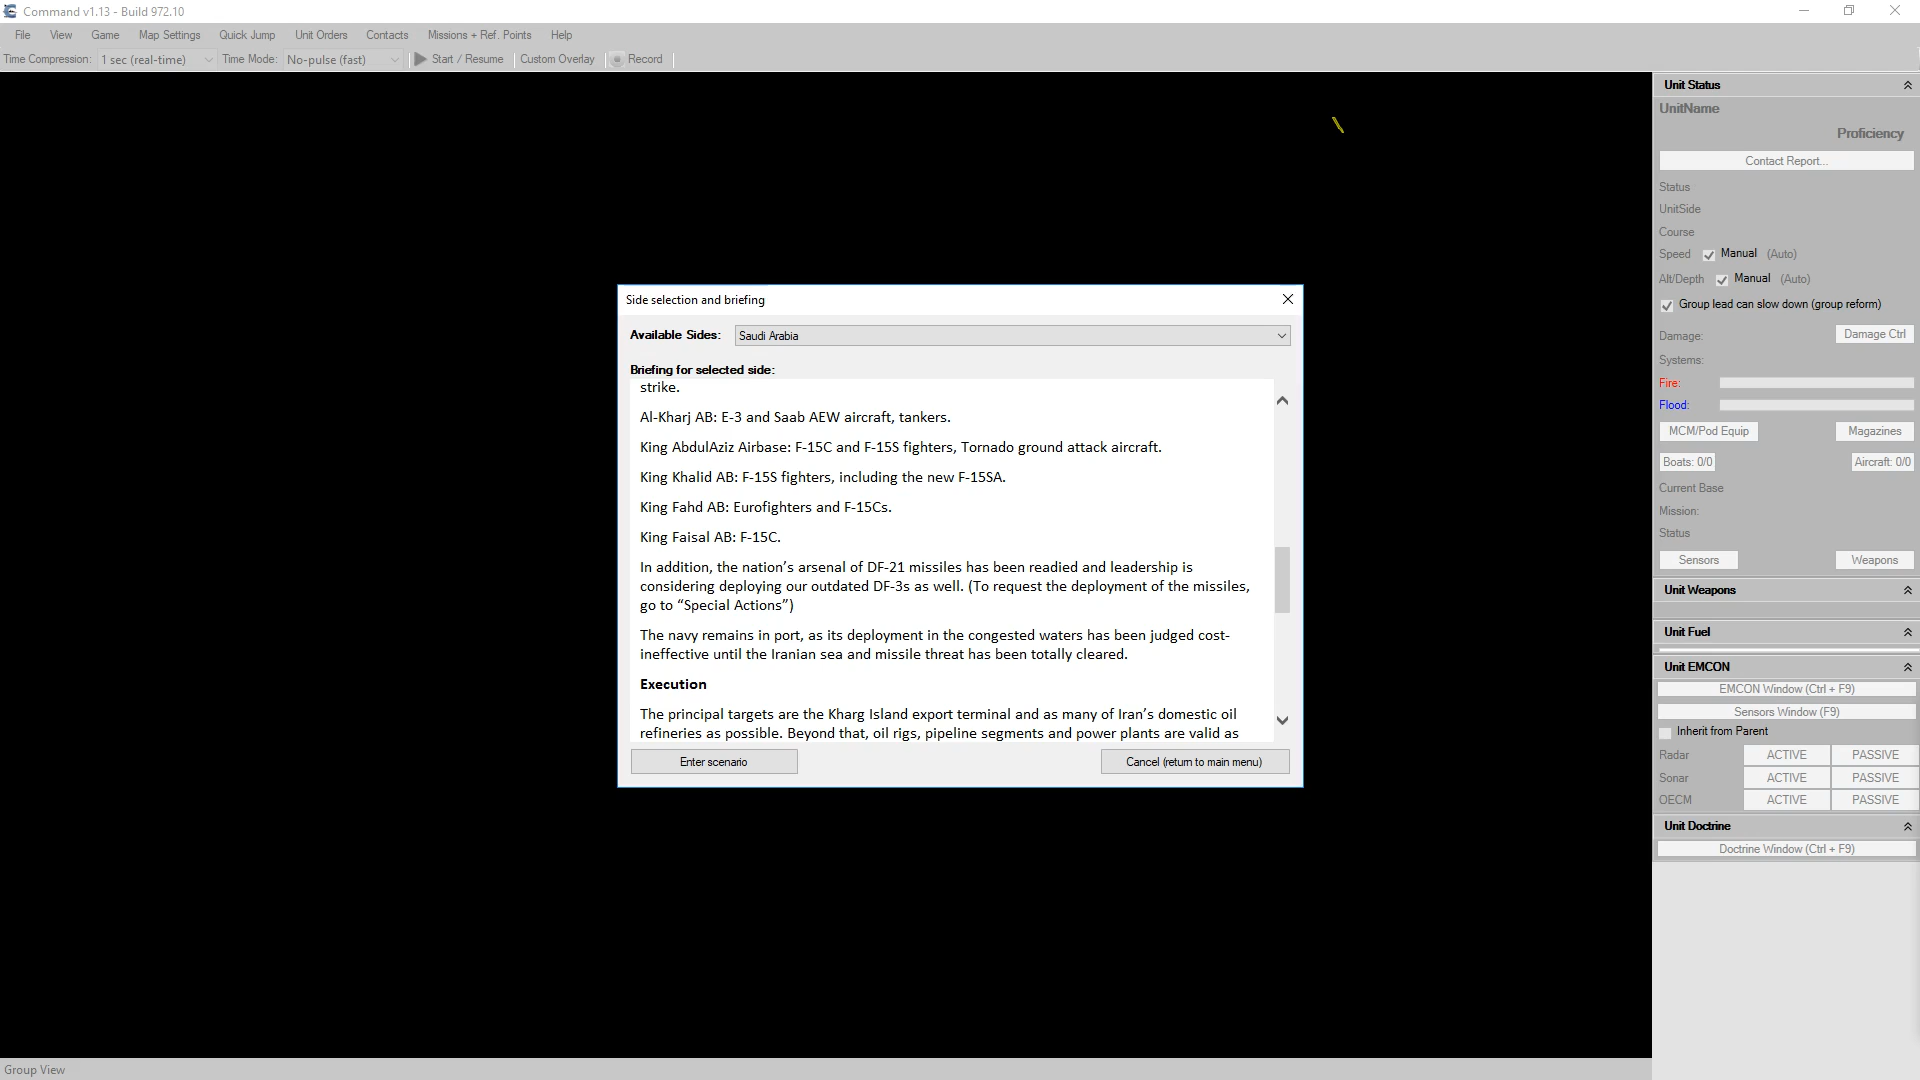 Command v1.13 - Build 972.10
File View Game Map Settings Quick Jump Unit Orders Contacts Missions + Ref. Points Help
Time Compression: 1 sec (real-time) Time Mode: No-pulse (fast) Start / Resume Custom Overlay Record
Side selection and briefing
Available Sides: Saudi Arabia
Briefing for selected side:
strike.
Al-Kharj AB: E-3 and Saab AEW aircraft, tankers.
King AbdulAziz Airbase: F-15C and F-15S fighters, Tornado ground attack aircraft.
King Khalid AB: F-15S fighters, including the new F-15SA.
King Fahd AB: Eurofighters and F-15Cs.
King Faisal AB: F-15C.
In addition, the nation’s arsenal of DF-21 missiles has been readied and leadership is
considering deploying our outdated DF-3s as well. (To request the deployment of the missiles,
go to “Special Actions”)
The navy remains in port, as its deployment in the congested waters has been judged cost-
ineffective until the Iranian sea and missile threat has been totally cleared.
Execution
The principal targets are the Kharg Island export terminal and as many of Iran’s domestic oil
refineries as possible. Beyond that, oil rigs, pipeline segments and power plants are valid as
Enter scenario Cancel (return to main menu)
Unit Status
UnitName
Proficiency
Contact Report...
Status
UnitSide
Course
Speed Manual (Auto)
Alt/Depth Manual (Auto)
Group lead can slow down (group reform)
Damage: Damage Ctrl
Systems:
Fire:
Flood:
MCM/Pod Equip Magazines
Boats: 0/0 Aircraft: 0/0
Current Base
Mission:
Status
Sensors Weapons
Unit Weapons
Unit Fuel
Unit EMCON
EMCON Window (Ctrl + F9)
Sensors Window (F9)
Inherit from Parent
Radar ACTIVE PASSIVE
Sonar ACTIVE PASSIVE
OECM ACTIVE PASSIVE
Unit Doctrine
Doctrine Window (Ctrl + F9)
Group View